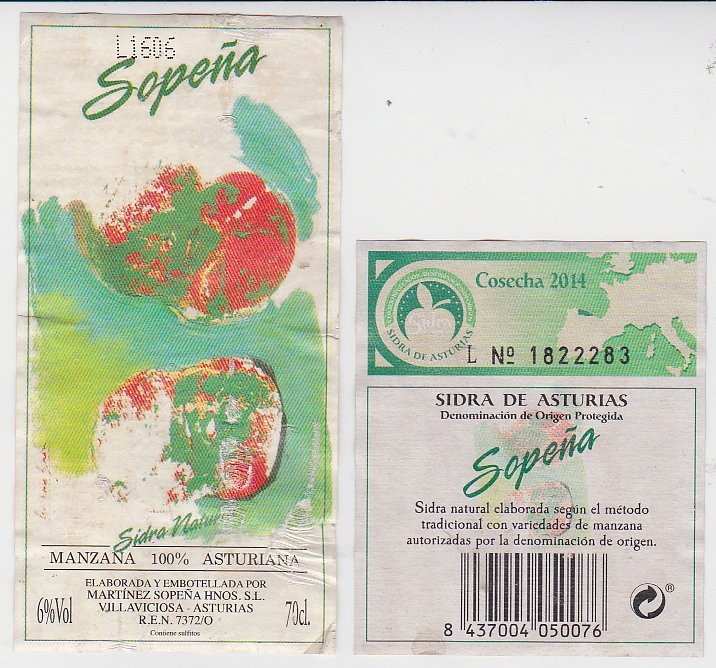 L1606
Sopeña
Sidra Natural
MANZANA 100% ASTURIANA
ELABORADA Y EMBOTELLADA POR
MARTÍNEZ SOPEÑA HNOS. S.L.
VILLAVICIOSA - ASTURIAS
R.E.N. 7372/O
6%Vol
70cl.
Contiene sulfitos
Cosecha 2014
Sidra
SIDRA DE ASTURIAS
L Nº 1822283
SIDRA DE ASTURIAS
Denominación de Origen Protegida
Sopeña
Sidra natural elaborada según el método
tradicional con variedades de manzana
autorizadas por la denominación de origen.
®
8 437004 050076